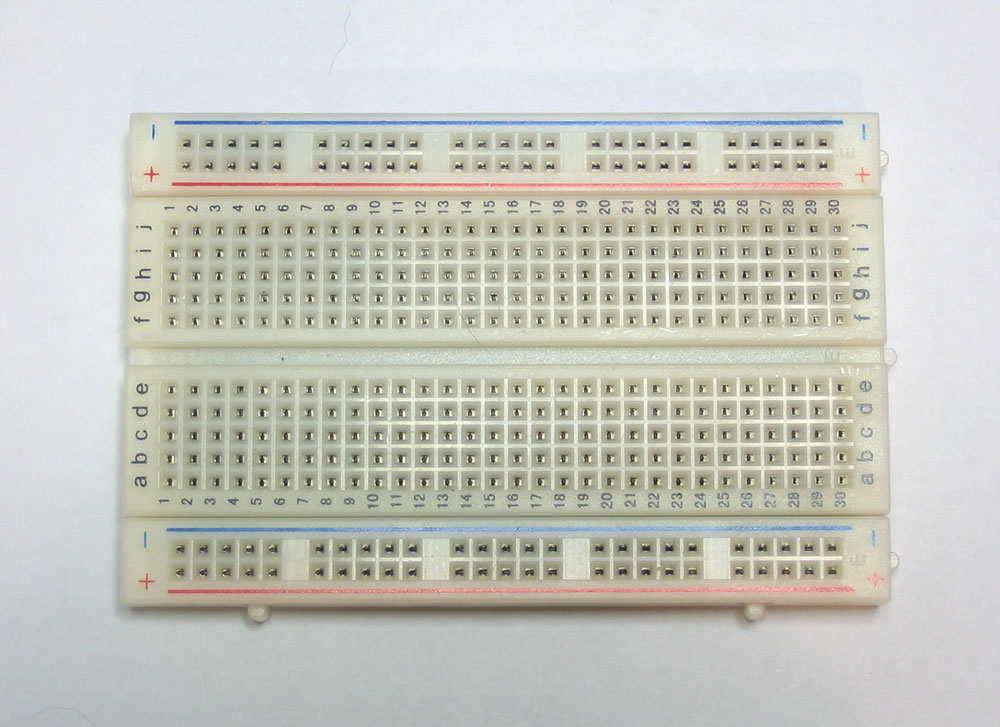 - -
+ +
1 2 3 4 5 6 7 8 9 10 11 12 13 14 15 16 17 18 19 20 21 22 23 24 25 26 27 28 29 30
j j
i i
h h
g g
f f
e e
d d
c c
b b
a a
1 2 3 4 5 6 7 8 9 10 11 12 13 14 15 16 17 18 19 20 21 22 23 24 25 26 27 28 29 30
- -
+ +